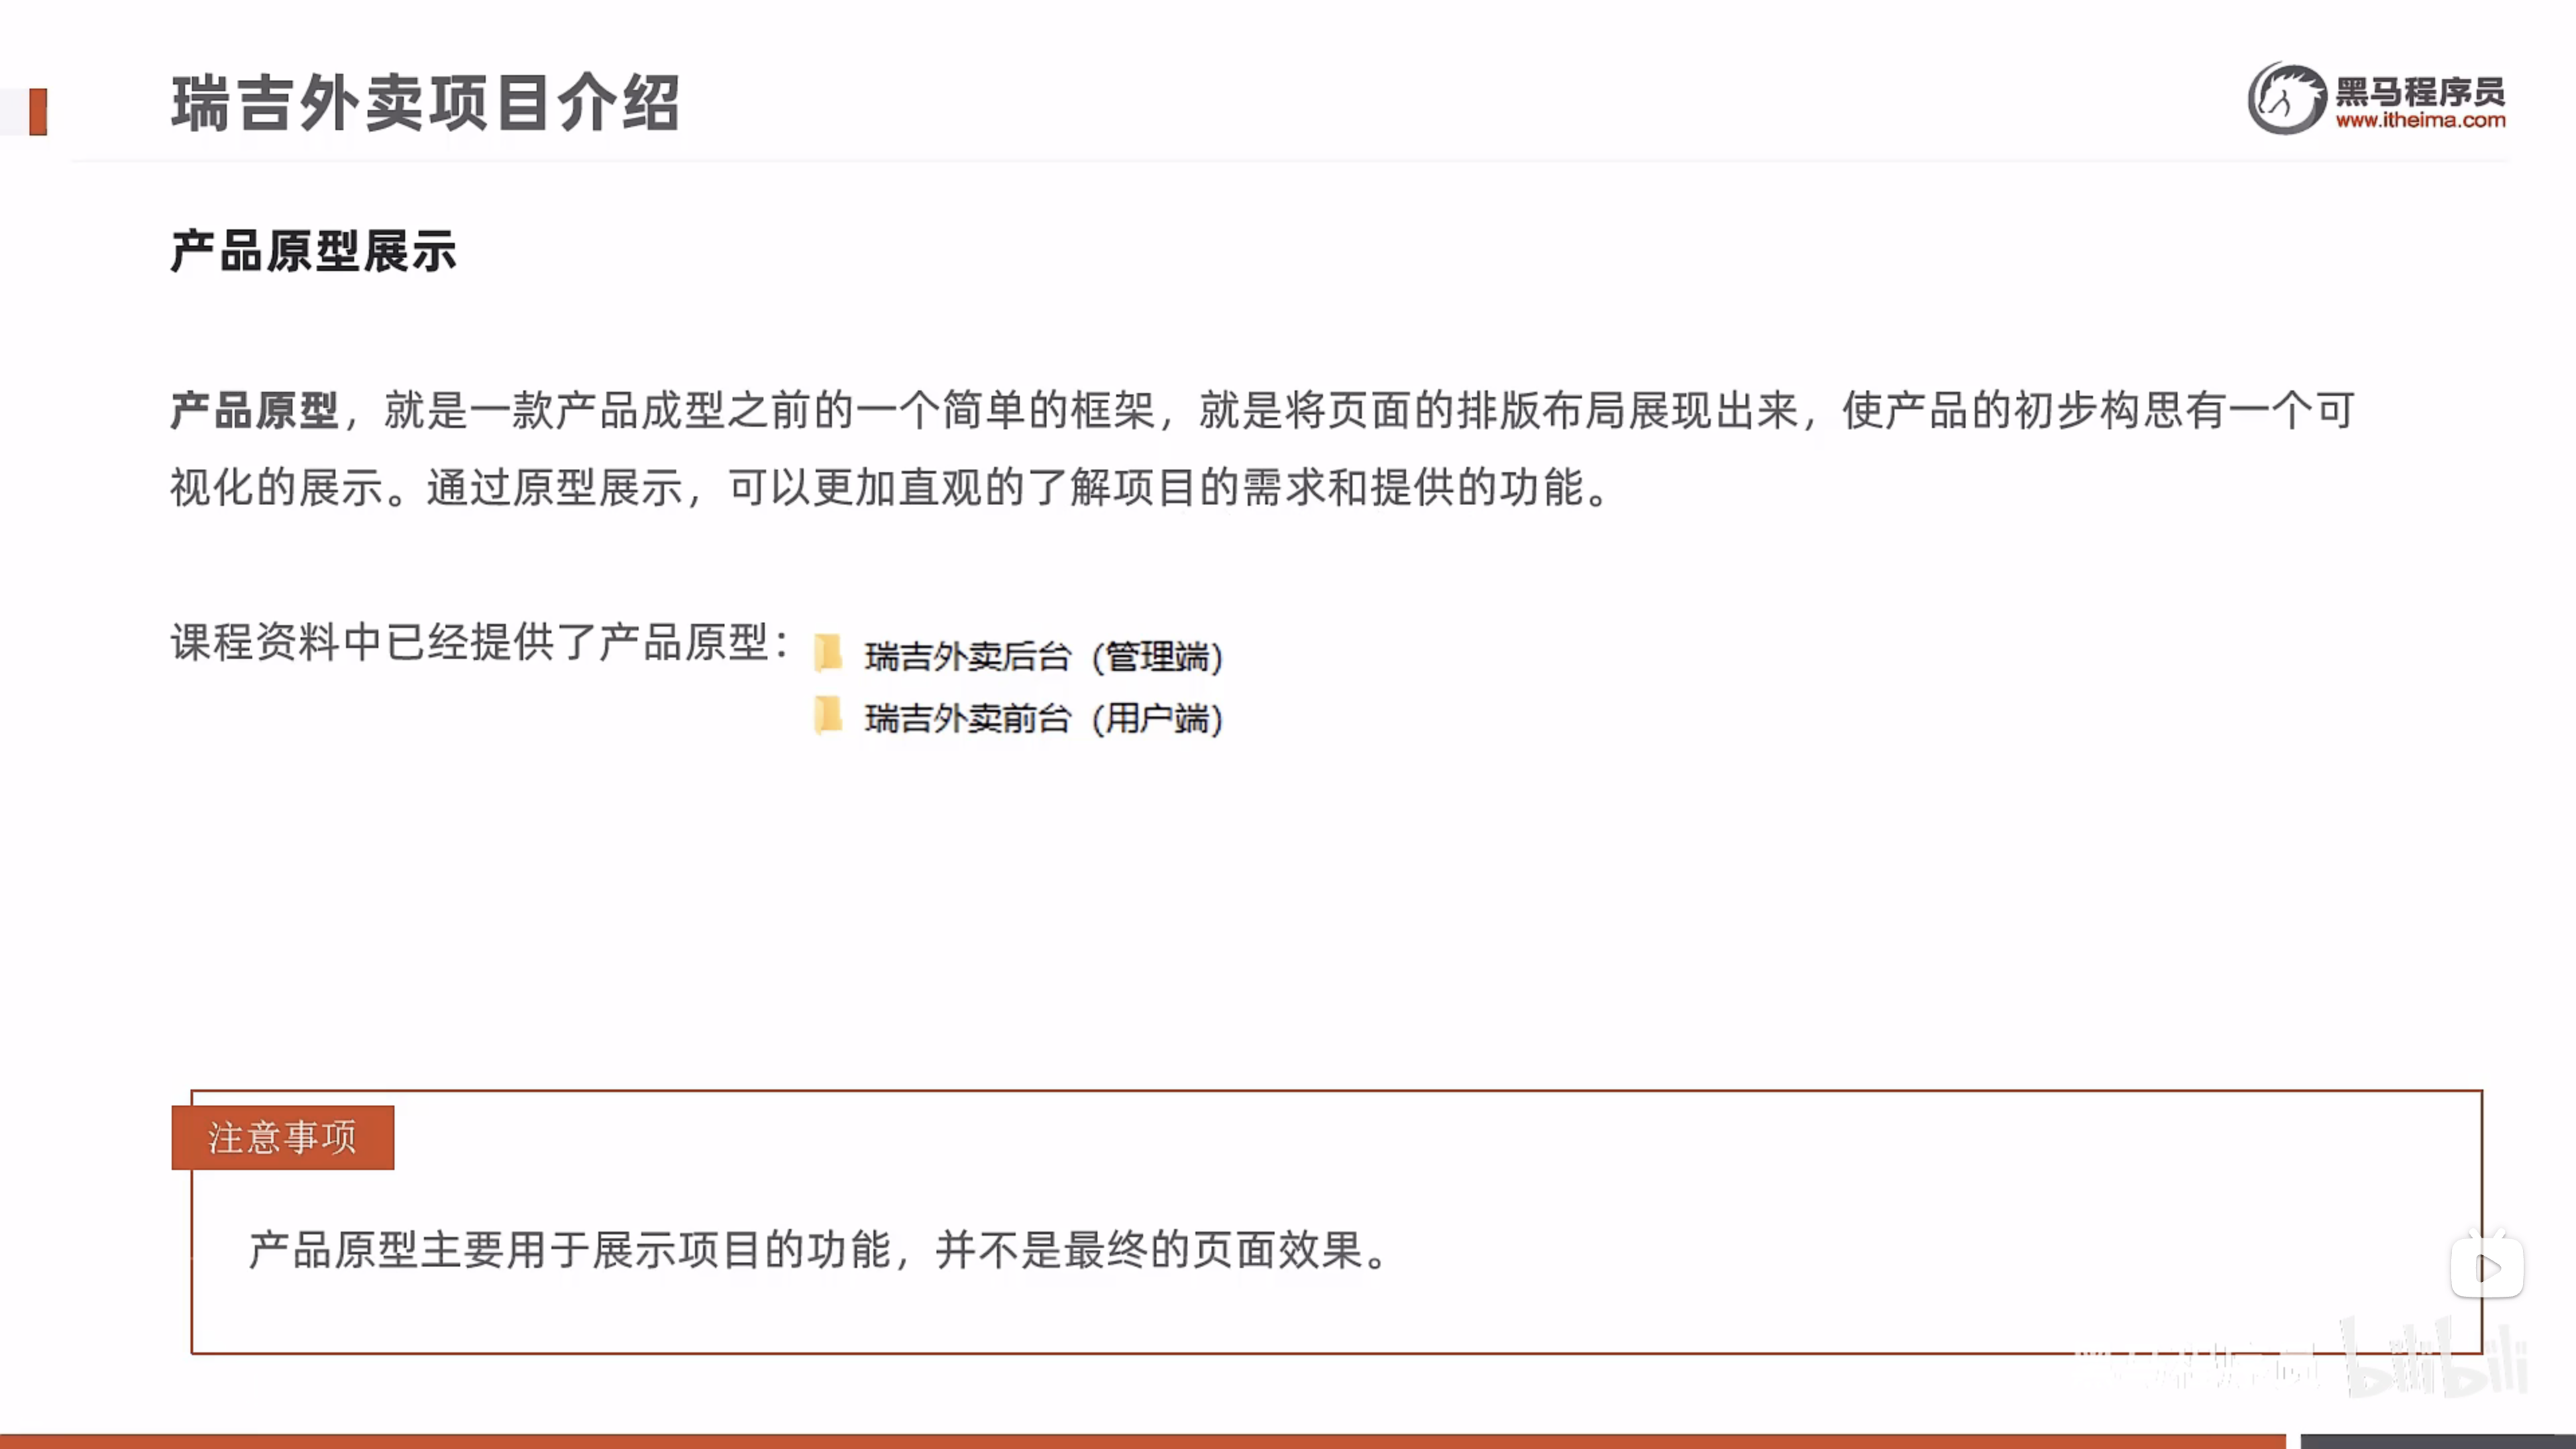 瑞吉外卖项目介绍
黑马程序员
www.itheima.com
产品原型展示
产品原型，就是一款产品成型之前的一个简单的框架，就是将页面的排版布局展现出来，使产品的初步构思有一个可
视化的展示。通过原型展示，可以更加直观的了解项目的需求和提供的功能。
课程资料中已经提供了产品原型：
瑞吉外卖后台（管理端）
瑞吉外卖前台（用户端）
注意事项
产品原型主要用于展示项目的功能，并不是最终的页面效果。
bilibili